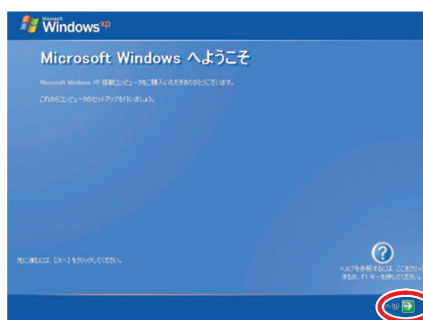 Microsoft
Windows xp
Microsoft Windows へようこそ
Microsoft Windows XP 搭載コンピュータをご購入いただきありがとうございます。
これからコンピュータのセットアップを行いましょう。
先に進むには、[次へ] をクリックしてください。
?
ヘルプを参照するには、ここをクリック
するか、F1 キーを押してください。